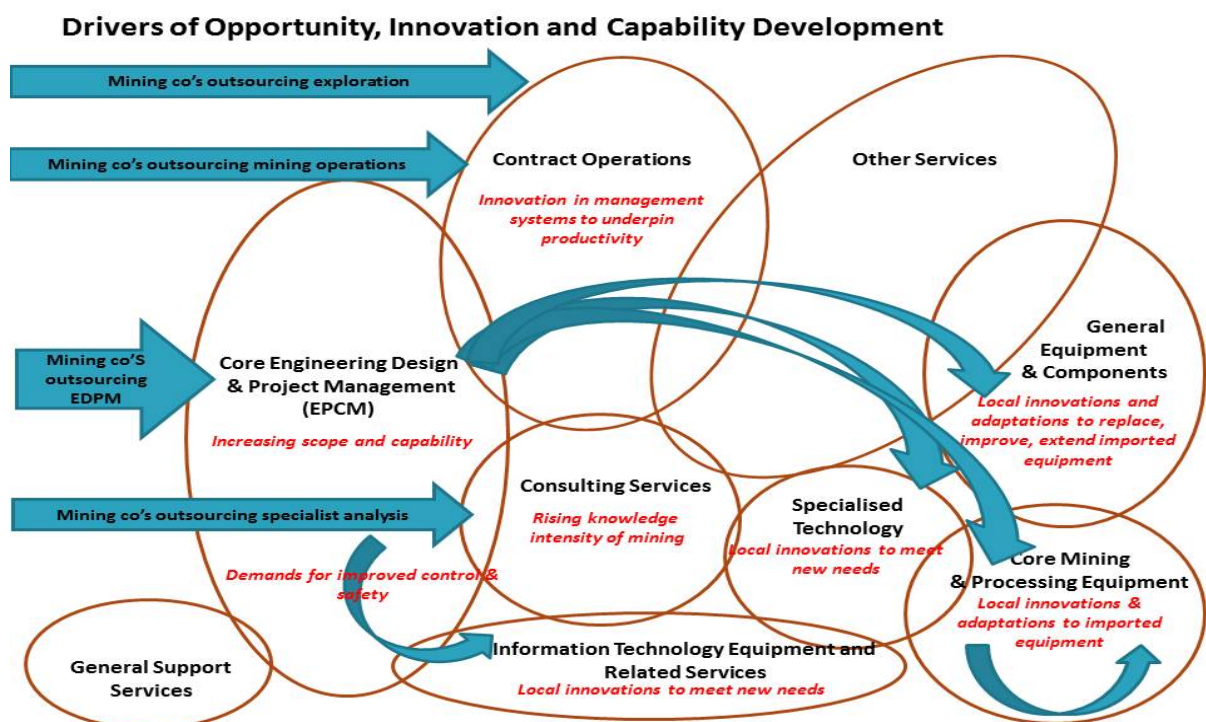 Drivers of Opportunity, Innovation and Capability Development
Mining co's outsourcing exploration
Mining co's outsourcing mining operations
Contract Operations
Innovation in management
systems to underpin
productivity
Other Services
Mining co'S
outsourcing
EDPM
Core Engineering Design
& Project Management
(EPCM)
Increasing scope and capability
General
Equipment
& Components
Local innovations and
adaptations to replace,
improve, extend imported
equipment
Mining co's outsourcing specialist analysis
Consulting Services
Rising knowledge
intensity of mining
Specialised
Technology
Local innovations to meet
new needs
Demands for improved control &
safety
Core Mining
& Processing Equipment
Local innovations &
adaptations to imported
equipment
General Support
Services
Information Technology Equipment and
Related Services
Local innovations to meet new needs